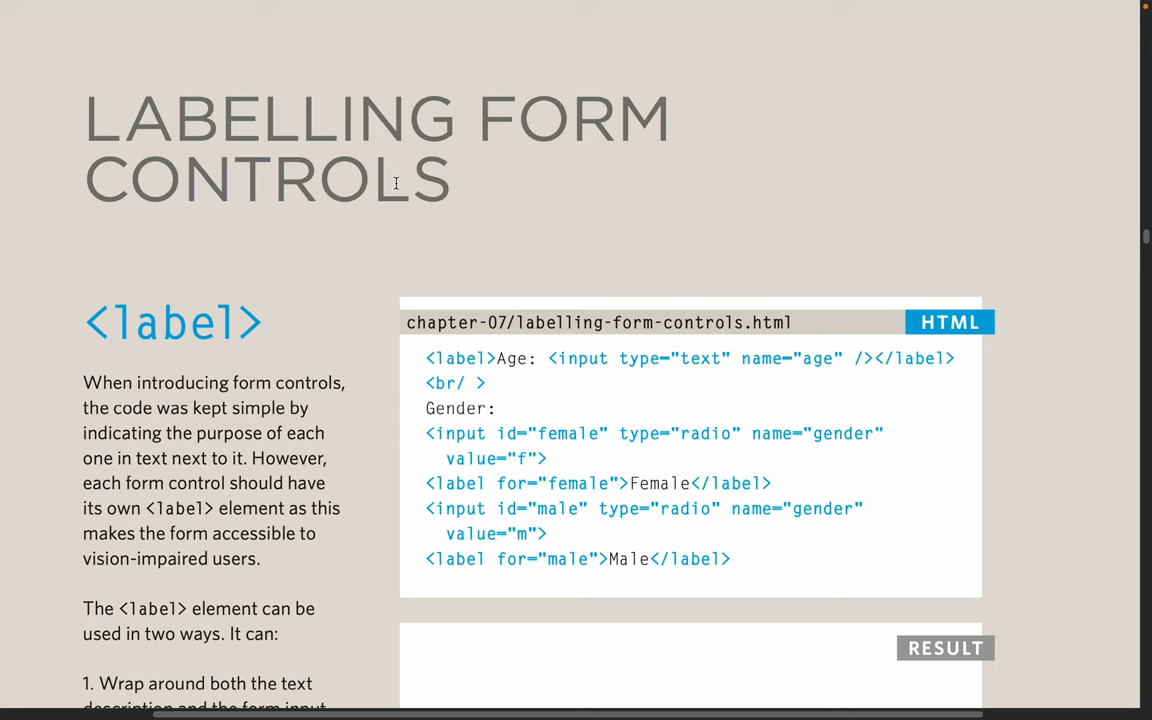 LABELLING FORM
CONTROLS
<label>
When introducing form controls,
the code was kept simple by
indicating the purpose of each
one in text next to it. However,
each form control should have
its own <label> element as this
makes the form accessible to
vision-impaired users.
The <label> element can be
used in two ways. It can:
1. Wrap around both the text
description and the form input
chapter-07/labelling-form-controls.html
HTML
<label>Age: <input type="text" name="age" /></label>
<br/ >
Gender:
<input id="female" type="radio" name="gender"
value="f">
<label for="female">Female</label>
<input id="male" type="radio" name="gender"
value="m">
<label for="male">Male</label>
RESULT